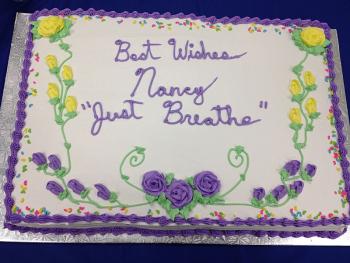 Best Wishes
Nancy
"Just Breathe"